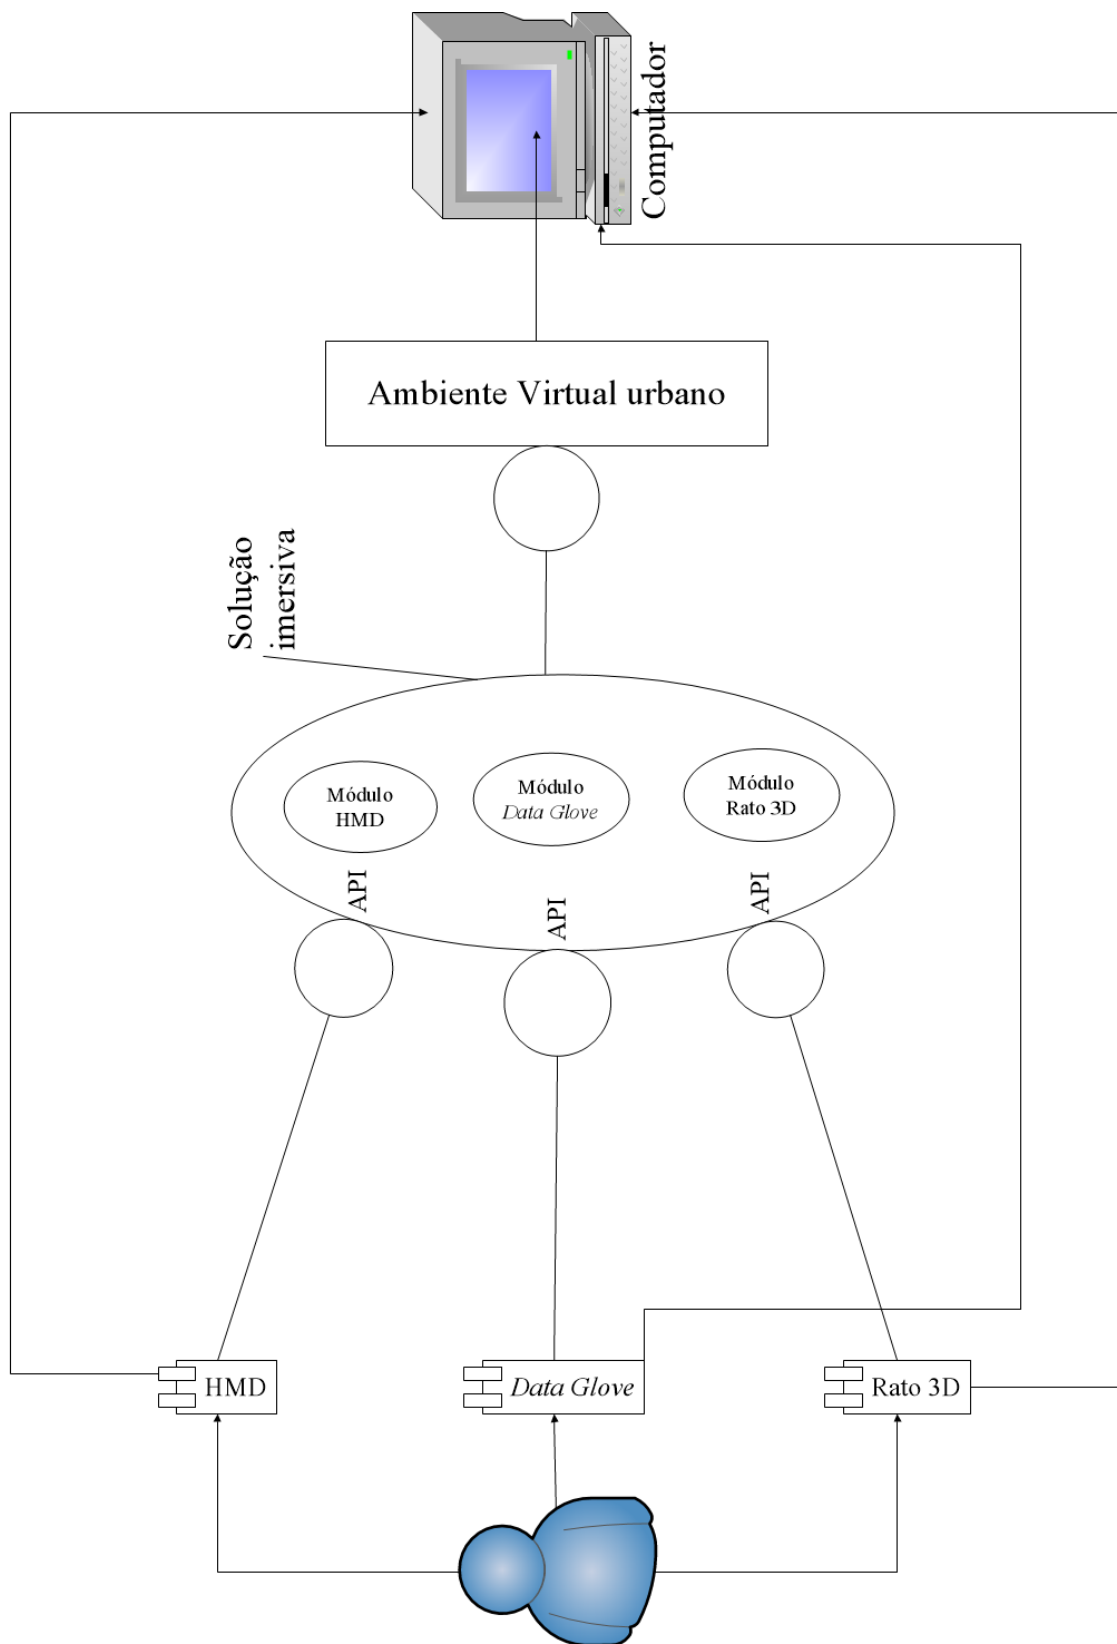 Computador
Ambiente Virtual urbano
Solução
imersiva
Módulo
HMD
Módulo
Data Glove
Módulo
Rato 3D
API
API
API
HMD
Data Glove
Rato 3D